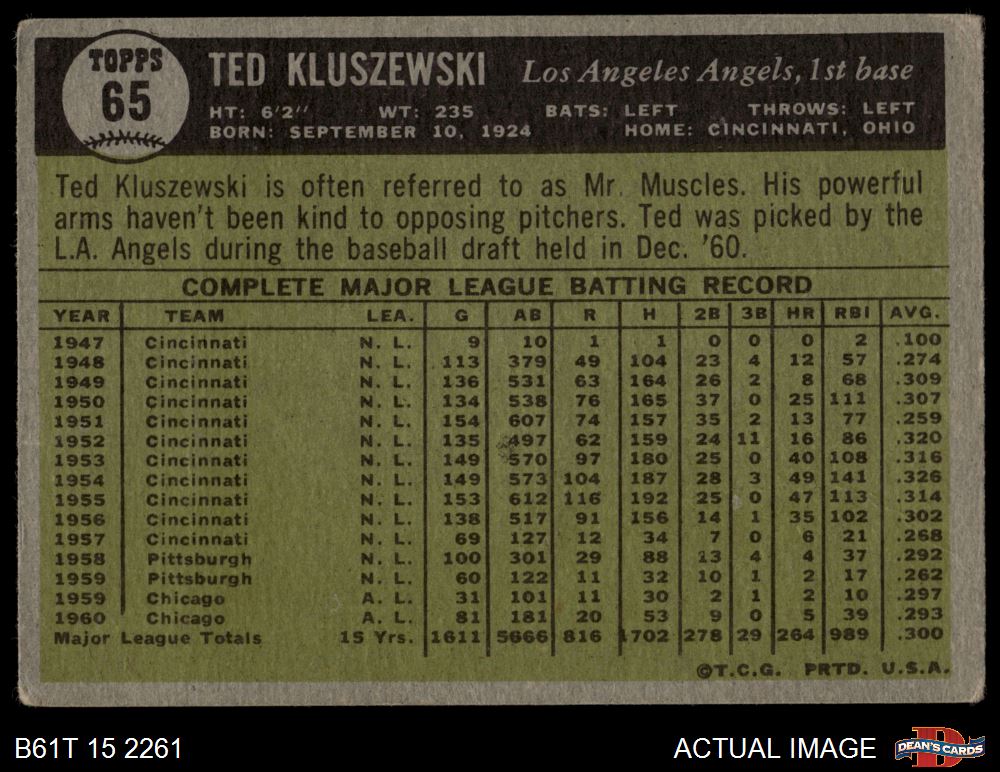 TOPPS
65
TED KLUSZEWSKI Los Angeles Angels, 1st base
HT: 6'2" WT: 235 BATS: LEFT THROWS: LEFT
BORN: SEPTEMBER 10, 1924 HOME: CINCINNATI, OHIO
Ted Kluszewski is often referred to as Mr. Muscles. His powerful
arms haven't been kind to opposing pitchers. Ted was picked by the
L.A. Angels during the baseball draft held in Dec. '60.
COMPLETE MAJOR LEAGUE BATTING RECORD
YEAR TEAM LEA. G AB R H 2B 3B HR RBI AVG.
1947 Cincinnati N. L. 9 10 1 1 0 0 0 2 .100
1948 Cincinnati N. L. 113 379 49 104 23 4 12 57 .274
1949 Cincinnati N. L. 136 531 63 164 26 2 8 68 .309
1950 Cincinnati N. L. 134 538 76 165 37 0 25 111 .307
1951 Cincinnati N. L. 154 607 74 157 35 2 13 77 .259
1952 Cincinnati N. L. 135 497 62 159 24 11 16 86 .320
1953 Cincinnati N. L. 149 570 97 180 25 0 40 108 .316
1954 Cincinnati N. L. 149 573 104 187 28 3 49 141 .326
1955 Cincinnati N. L. 153 612 116 192 25 0 47 113 .314
1956 Cincinnati N. L. 138 517 91 156 14 1 35 102 .302
1957 Cincinnati N. L. 69 127 12 34 7 0 6 21 .268
1958 Pittsburgh N. L. 100 301 29 88 13 4 4 37 .292
1959 Pittsburgh N. L. 60 122 11 32 10 1 2 17 .262
1959 Chicago A. L. 31 101 11 30 2 1 2 10 .297
1960 Chicago A. L. 81 181 20 53 9 0 5 39 .293
Major League Totals 15 Yrs. 1611 5666 816 1702 278 29 264 989 .300
©T.C.G. PRTD. U.S.A.
B61T 15 2261 ACTUAL IMAGE DEAN'S CARDS